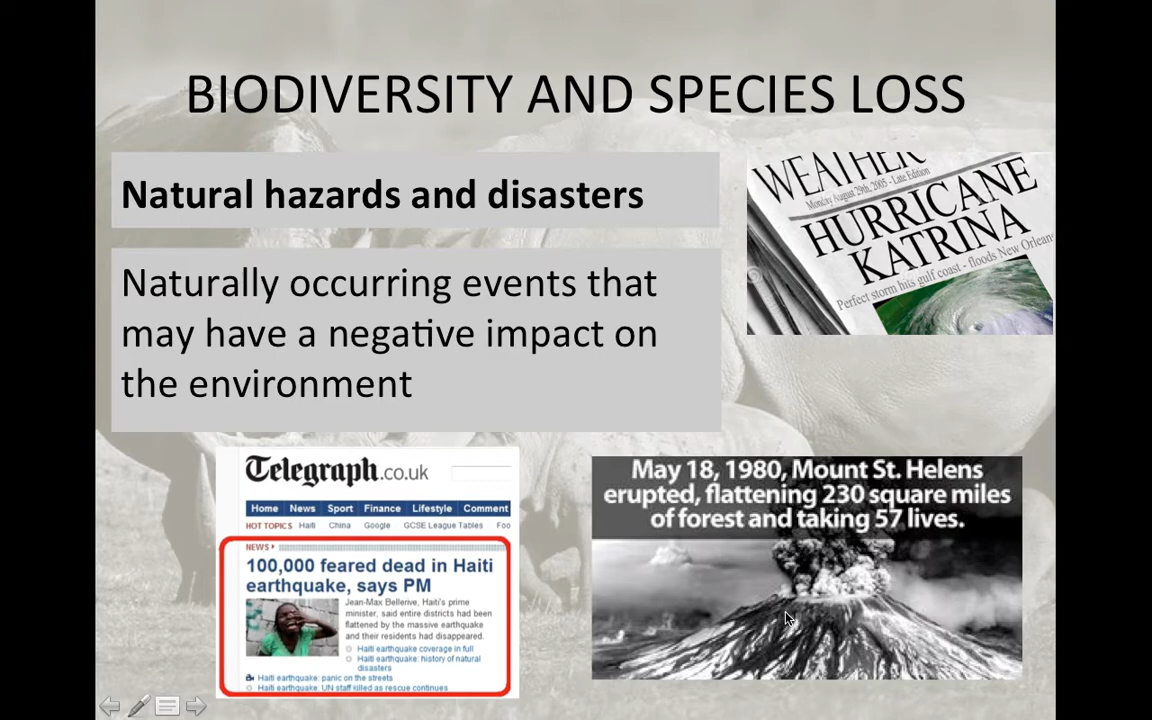 BIODIVERSITY AND SPECIES LOSS
Natural hazards and disasters
Naturally occurring events that
may have a negative impact on
the environment
WEATHER
Monday August 29th, 2005 - Late Edition
HURRICANE
KATRINA
Perfect storm hits gulf coast - floods New Orleans
Telegraph.co.uk
Home News Sport Finance Lifestyle Comment
HOT TOPICS Haiti China Google GCSE League Tables Foo
NEWS
100,000 feared dead in Haiti
earthquake, says PM
Jean-Max Bellerive, Haiti's prime
minister, said entire districts had been
flattened by the massive earthquake
and their residents had disappeared.
Haiti earthquake coverage in full
Haiti earthquake: history of natural
disasters
Haiti earthquake: panic on the streets
Haiti earthquake: UN staff killed as rescue continues
May 18, 1980, Mount St. Helens
erupted, flattening 230 square miles
of forest and taking 57 lives.